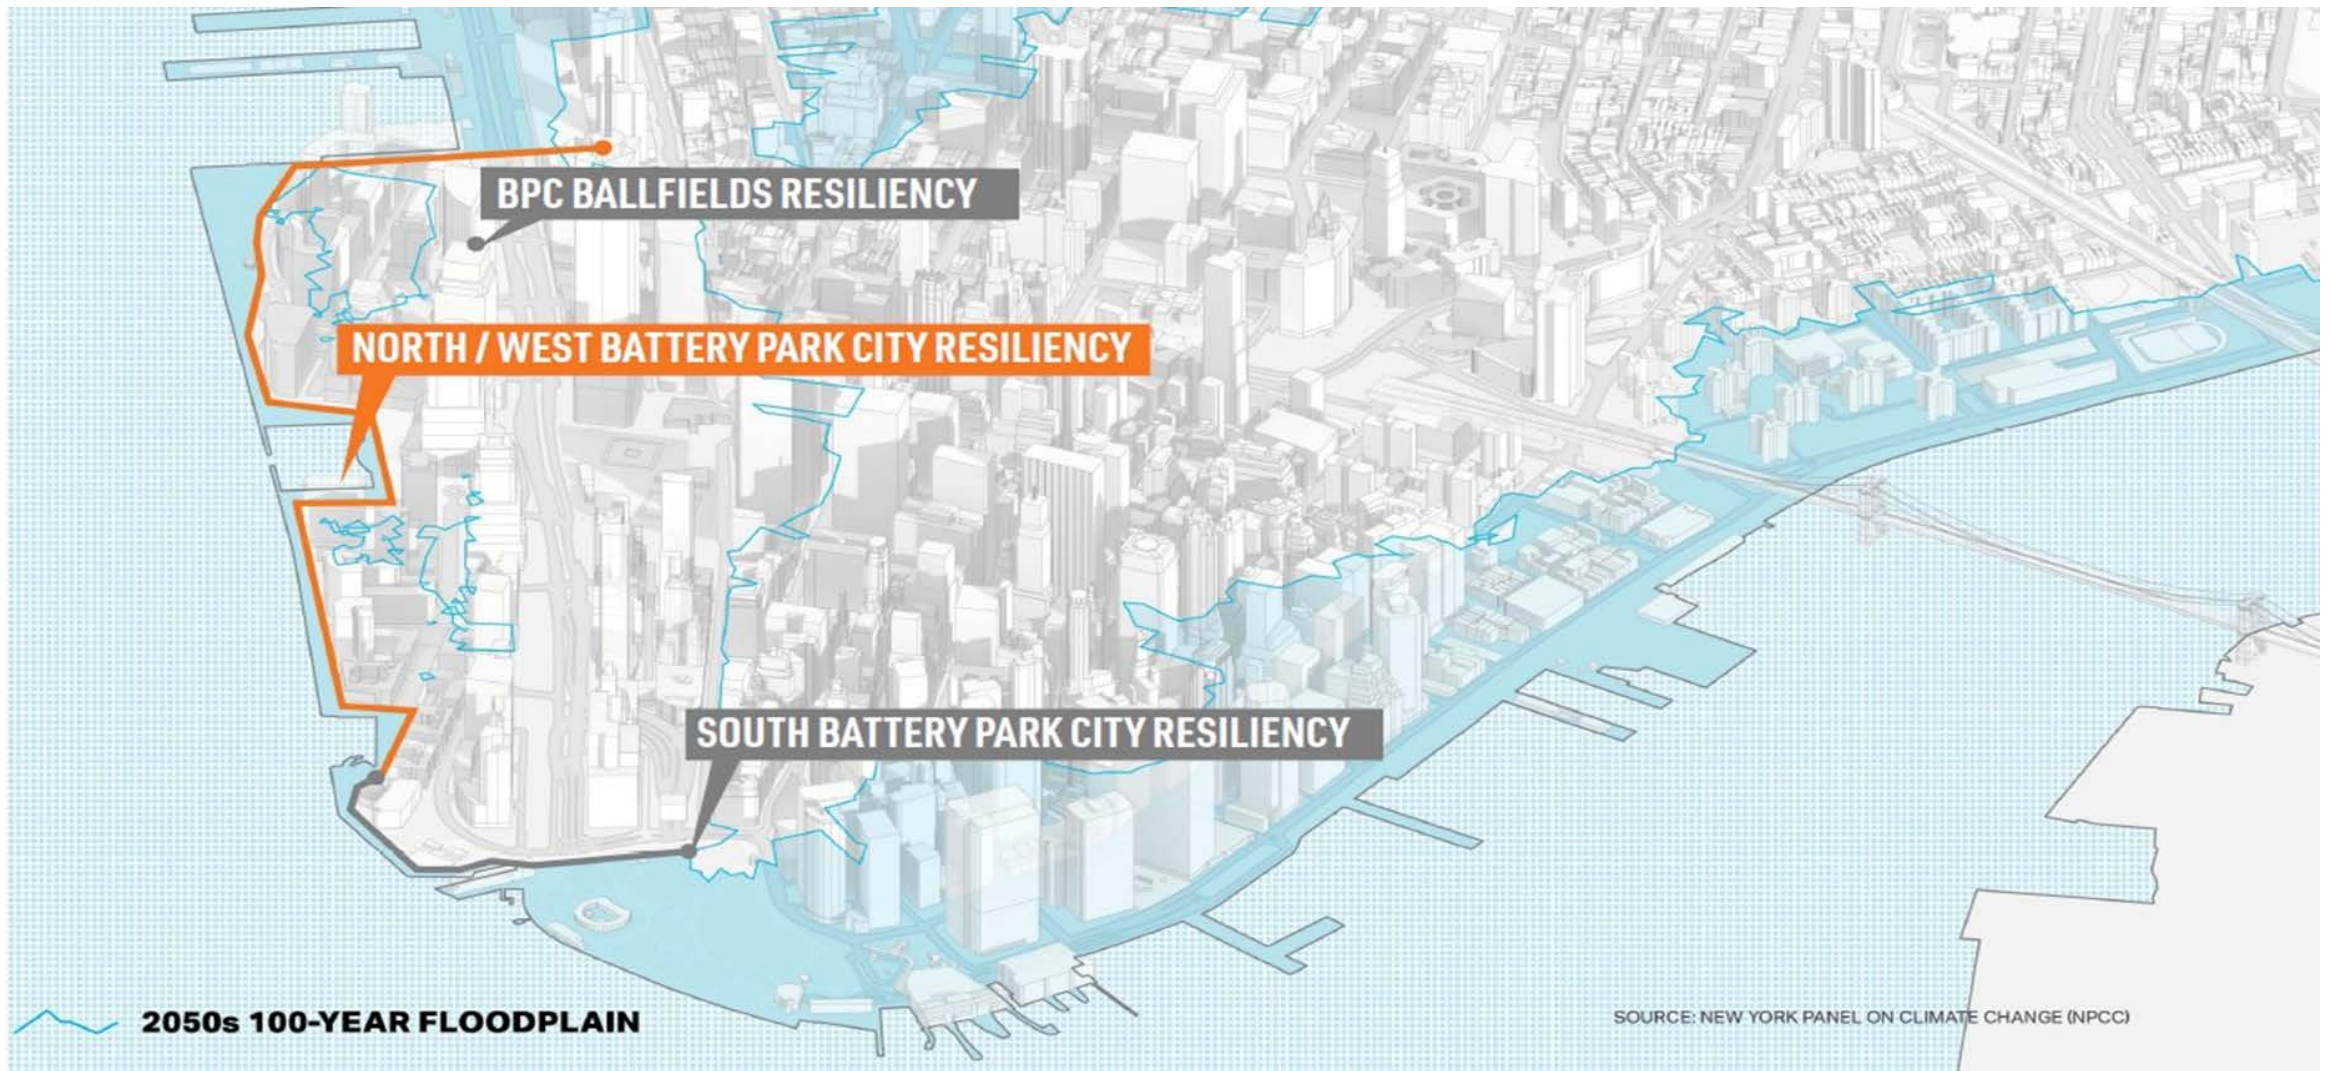 BPC BALLFIELDS RESILIENCY
NORTH / WEST BATTERY PARK CITY RESILIENCY
SOUTH BATTERY PARK CITY RESILIENCY
2050s 100-YEAR FLOODPLAIN
SOURCE: NEW YORK PANEL ON CLIMATE CHANGE (NPCC)